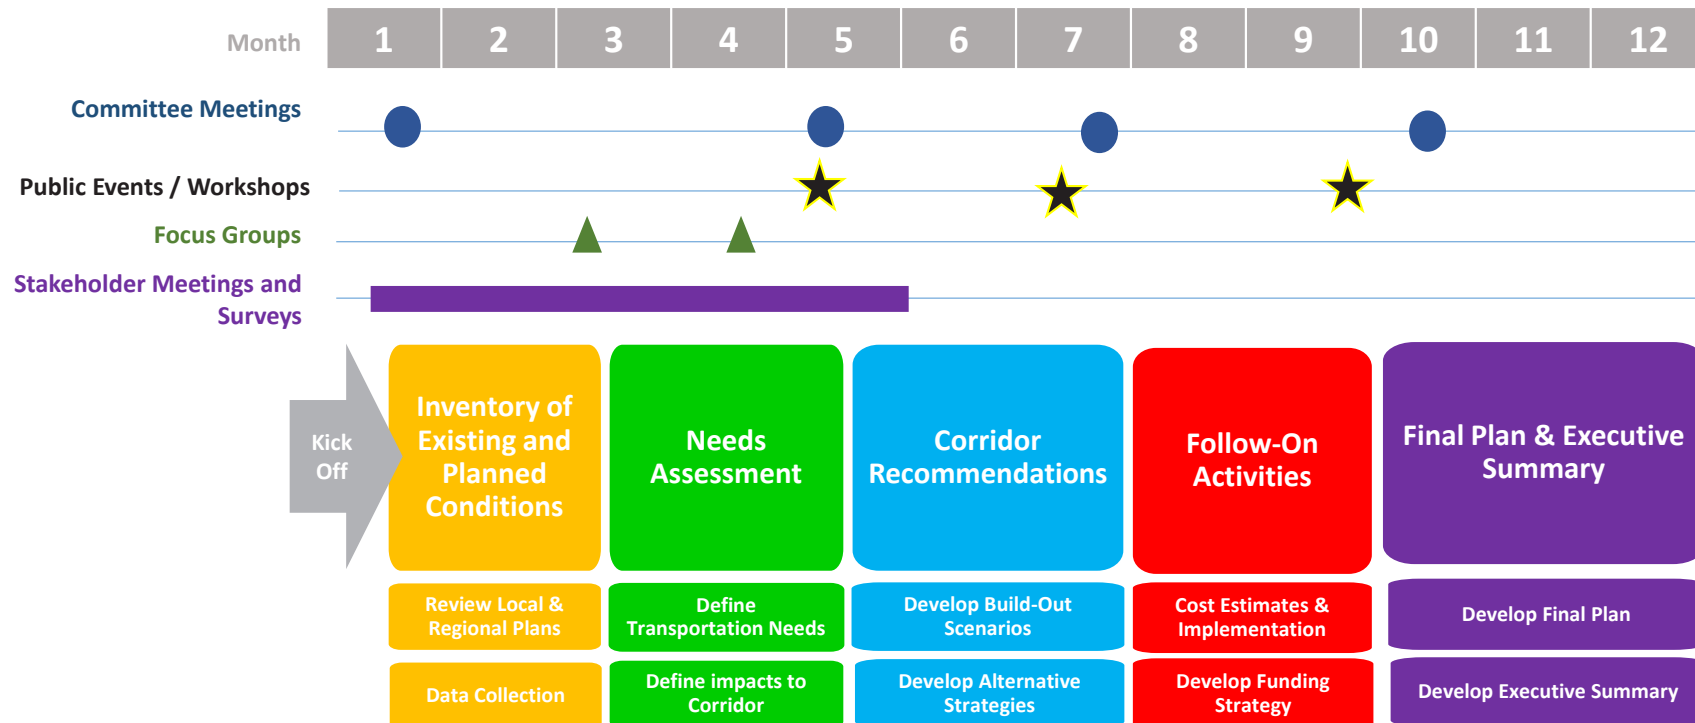 Month 1 2 3 4 5 6 7 8 9 10 11 12
Committee Meetings
Public Events / Workshops
Focus Groups
Stakeholder Meetings and
Surveys
Kick
Off
Inventory of
Existing and
Planned
Conditions
Needs
Assessment
Corridor
Recommendations
Follow-On
Activities
Final Plan & Executive
Summary
Review Local &
Regional Plans
Define
Transportation Needs
Develop Build-Out
Scenarios
Cost Estimates &
Implementation
Develop Final Plan
Data Collection
Define impacts to
Corridor
Develop Alternative
Strategies
Develop Funding
Strategy
Develop Executive Summary